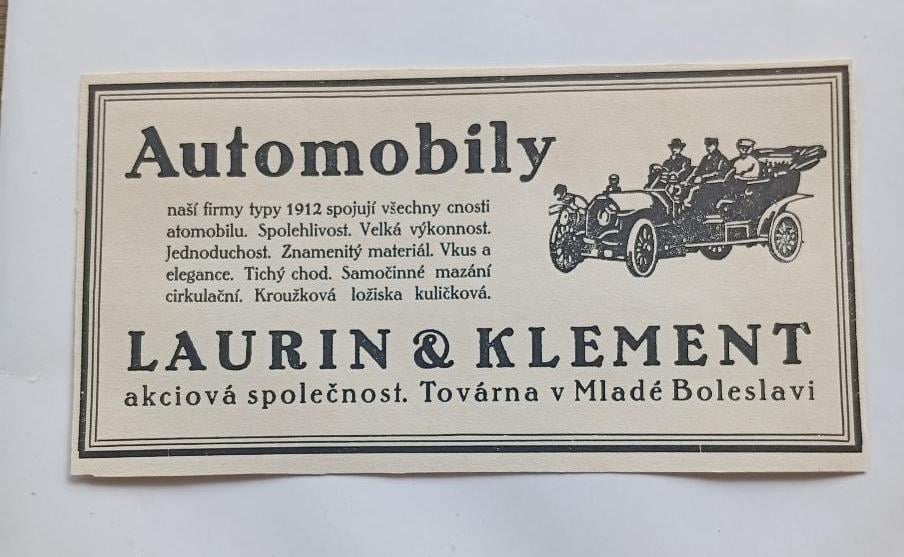 Automobily
naší firmy typy 1912 spojují všechny cnosti
atomobilu. Spolehlivost. Velká výkonnost.
Jednoduchost. Znamenitý materiál. Vkus a
elegance. Tichý chod. Samočinné mazání
cirkulační. Kroužková ložiska kuličková.
LAURIN & KLEMENT
akciová společnost. Továrna v Mladé Boleslavi